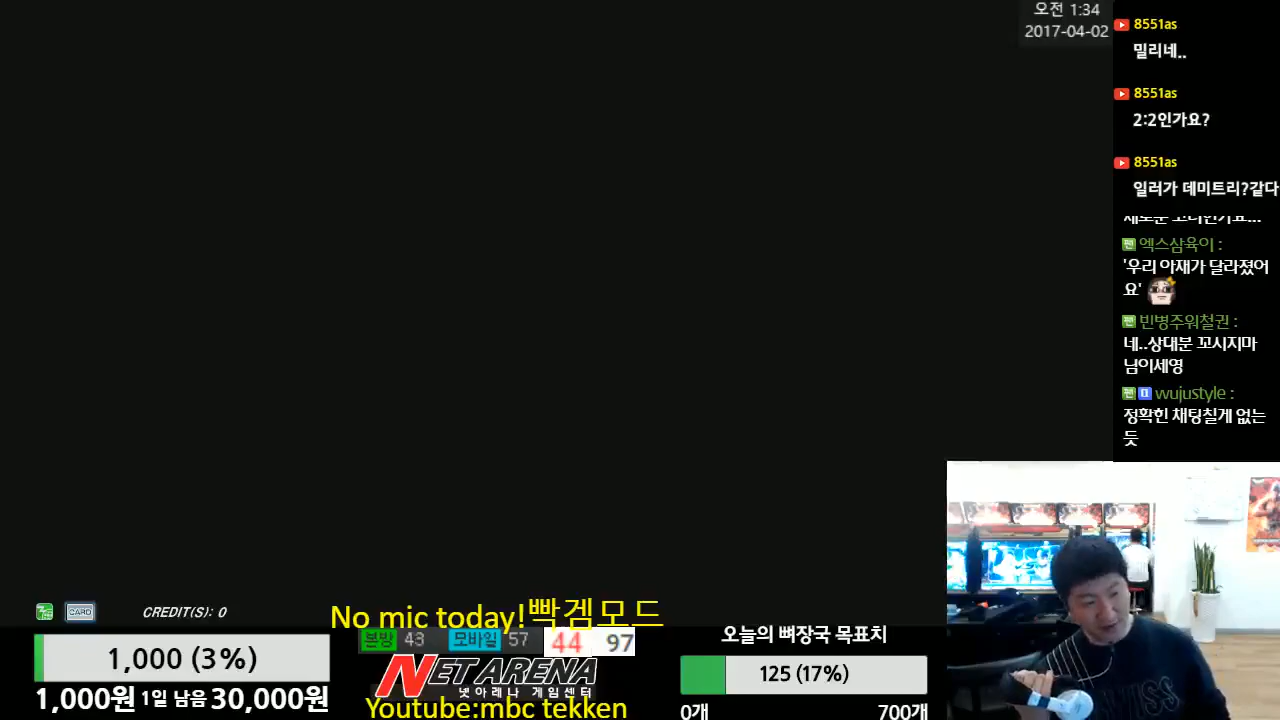 오전 1:34
2017-04-02
8551as
밀리네..
8551as
2:2인가요?
8551as
일러가 데미트리?같다
엑스삼육이 :
'우리 아재가 달라졌어
요'
빈병주워철권 :
네..상대분 꼬시지마
님이세영
wujustyle :
정확힌 채팅칠게 없는
듯
CARD
CREDIT(S): 0
No mic today!빡겜모드
본방 43 모바일 57 44 97
오늘의 뼈장국 목표치
1,000 (3%)
125 (17%)
NET ARENA
넷아레나 게임센터
1,000원 1일 남음 30,000원
Youtube:mbc tekken
0개 700개